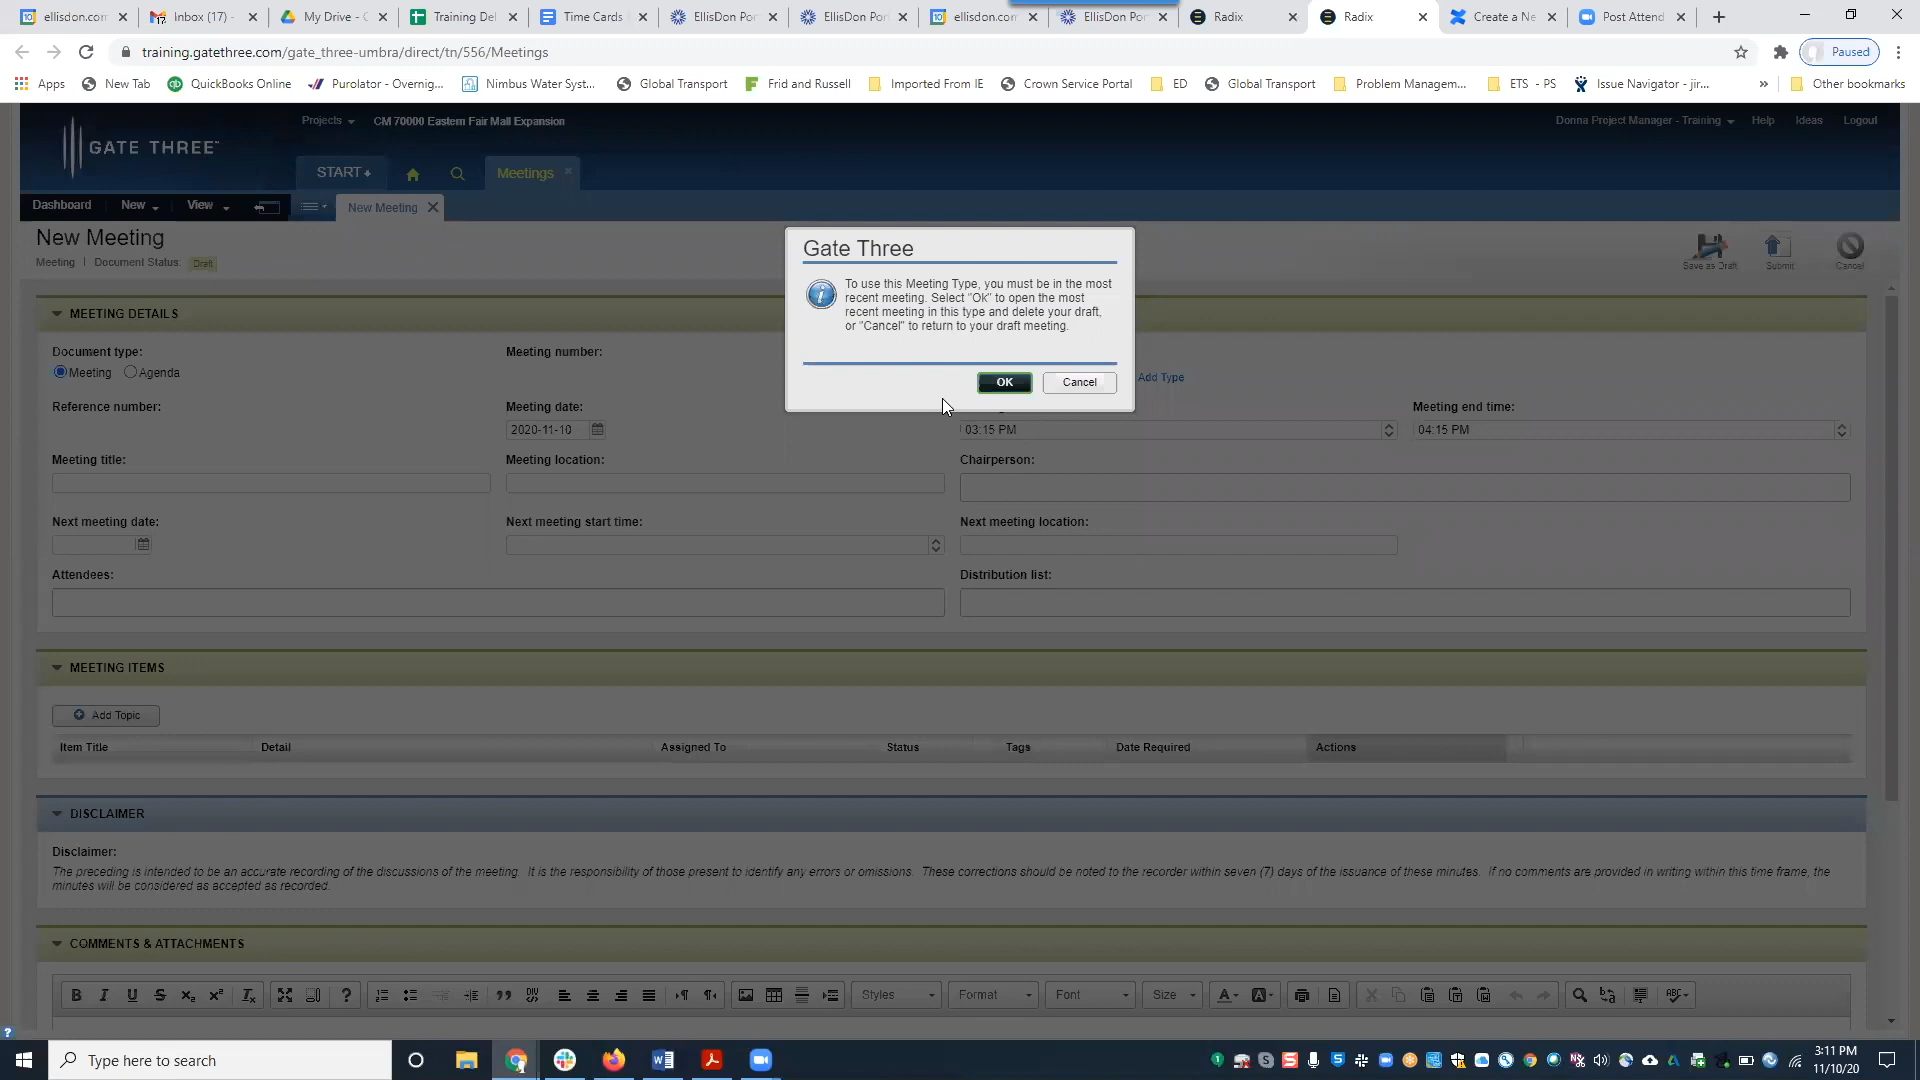 ellisdon.com
Inbox (17) -
My Drive - G
Training Del
Time Cards
EllisDon Por
EllisDon Por
ellisdon.com
EllisDon Por
Radix
Radix
Create a Ne
Post Attend
training.gatethree.com/gate_three-umbra/direct/tn/556/Meetings
Paused
Apps
New Tab
QuickBooks Online
Purolator - Overnig...
Nimbus Water Syst...
Global Transport
Frid and Russell
Imported From IE
Crown Service Portal
ED
Global Transport
Problem Managem...
ETS - PS
Issue Navigator - jir...
»
Other bookmarks
GATE THREE
Projects
CM 70000 Eastern Fair Mall Expansion
Donna Project Manager - Training
Help
Ideas
Logout
START
Meetings
Dashboard
New
View
New Meeting
New Meeting
Meeting | Document Status: Draft
Save as Draft
Submit
Cancel
Gate Three
To use this Meeting Type, you must be in the most
recent meeting. Select "Ok" to open the most
recent meeting in this type and delete your draft,
or "Cancel" to return to your draft meeting.
OK
Cancel
MEETING DETAILS
Document type:
Meeting number:
Meeting
Agenda
Add Type
Reference number:
Meeting date:
Meeting end time:
2020-11-10
03:15 PM
04:15 PM
Meeting title:
Meeting location:
Chairperson:
Next meeting date:
Next meeting start time:
Next meeting location:
Attendees:
Distribution list:
MEETING ITEMS
Add Topic
Item Title
Detail
Assigned To
Status
Tags
Date Required
Actions
DISCLAIMER
Disclaimer:
The preceding is intended to be an accurate recording of the discussions of the meeting. It is the responsibility of those present to identify any errors or omissions. These corrections should be noted to the recorder within seven (7) days of the issuance of these minutes. If no comments are provided in writing within this time frame, the
minutes will be considered as accepted as recorded.
COMMENTS & ATTACHMENTS
Styles
Format
Font
Size
Type here to search
3:11 PM
11/10/20